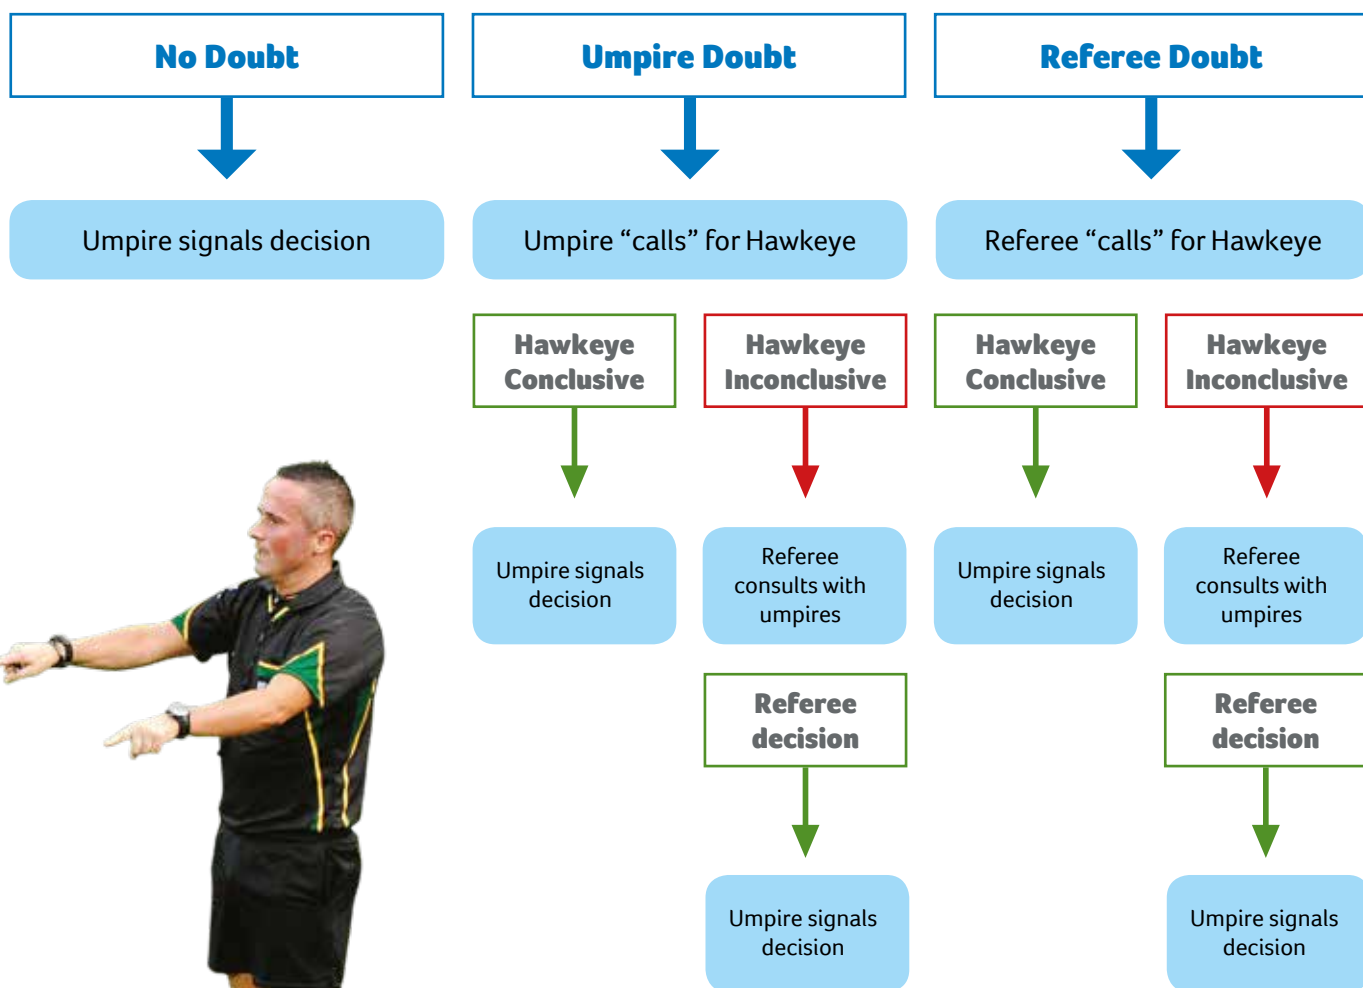 No Doubt
Umpire Doubt
Referee Doubt
Umpire signals decision
Umpire “calls” for Hawkeye
Referee “calls” for Hawkeye
Hawkeye
Conclusive
Hawkeye
Inconclusive
Hawkeye
Conclusive
Hawkeye
Inconclusive
Umpire signals
decision
Referee
consults with
umpires
Umpire signals
decision
Referee
consults with
umpires
Referee
decision
Referee
decision
Umpire signals
decision
Umpire signals
decision